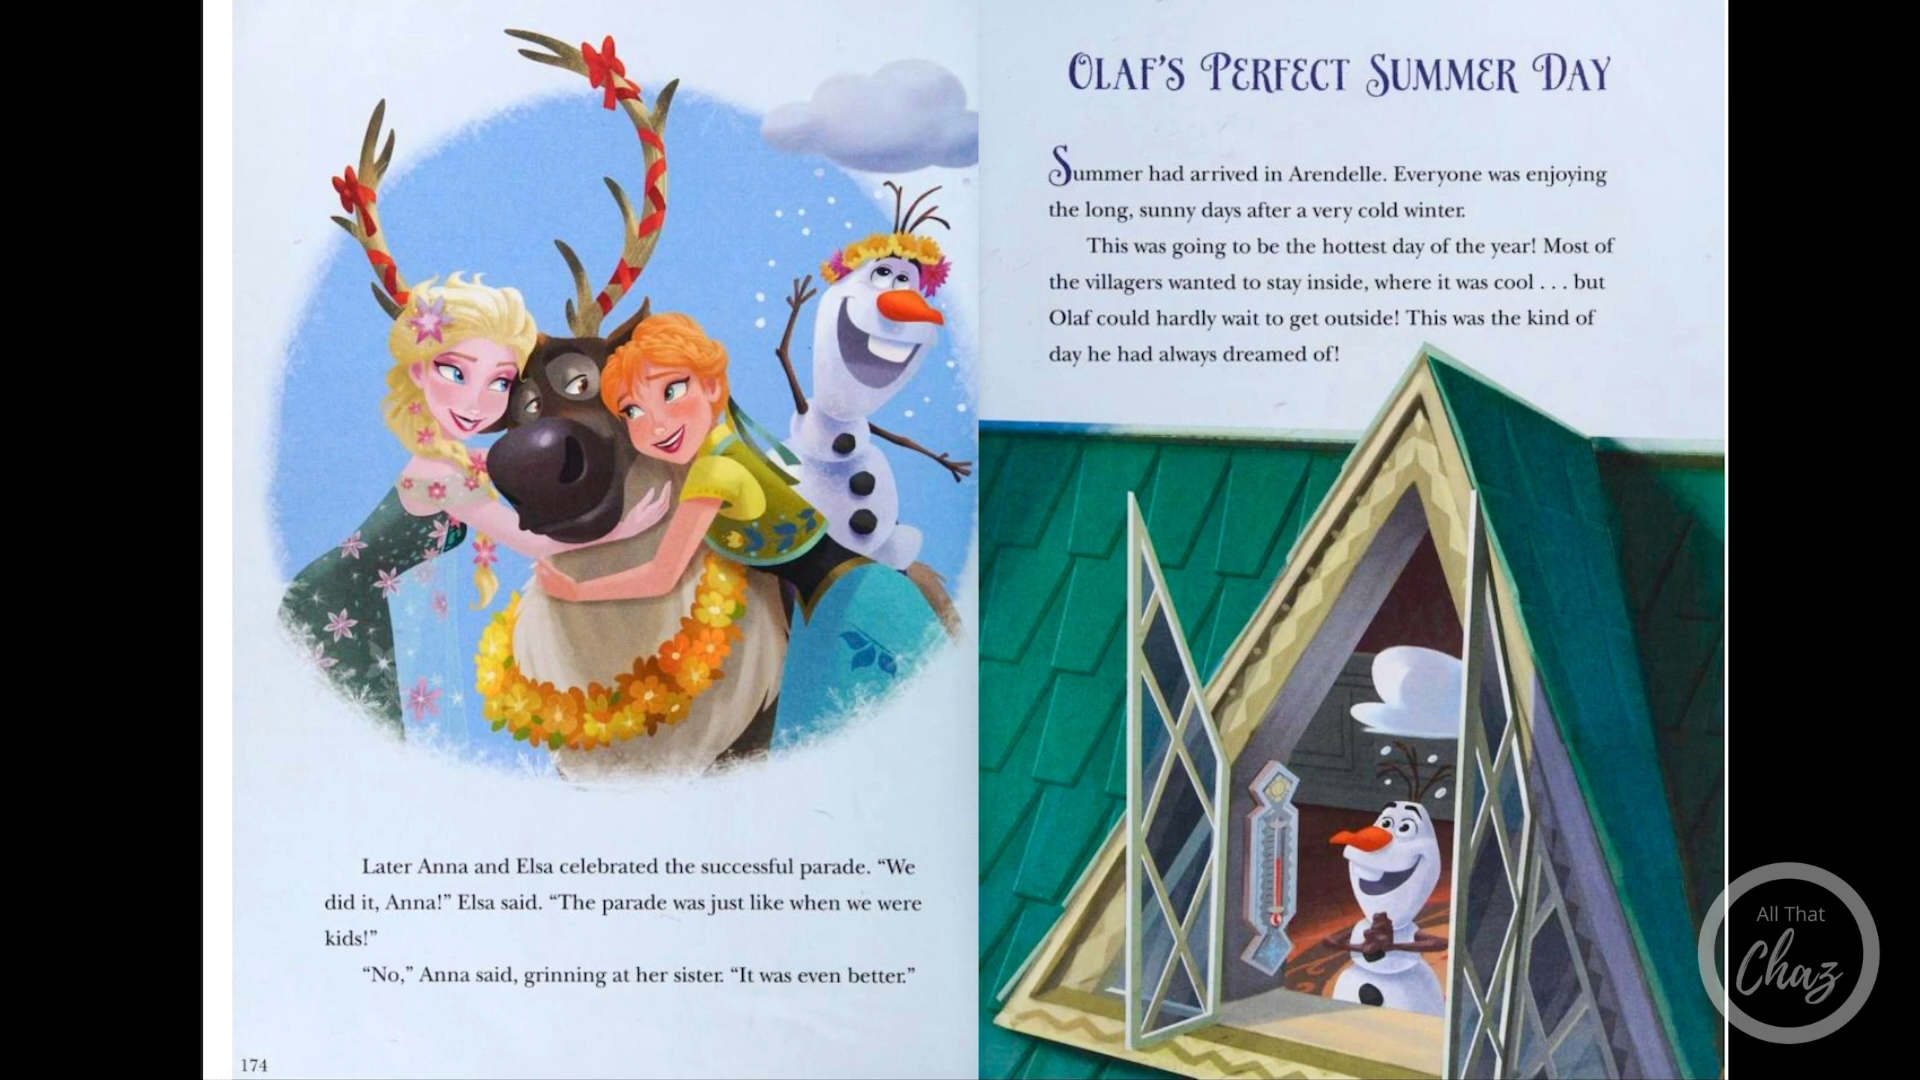 Later Anna and Elsa celebrated the successful parade. “We
did it, Anna!” Elsa said. “The parade was just like when we were
kids!”
“No,” Anna said, grinning at her sister. “It was even better.”
174
OLAF’S PERFECT SUMMER DAY
Summer had arrived in Arendelle. Everyone was enjoying
the long, sunny days after a very cold winter.
This was going to be the hottest day of the year! Most of
the villagers wanted to stay inside, where it was cool . . . but
Olaf could hardly wait to get outside! This was the kind of
day he had always dreamed of!
All That
Chaz